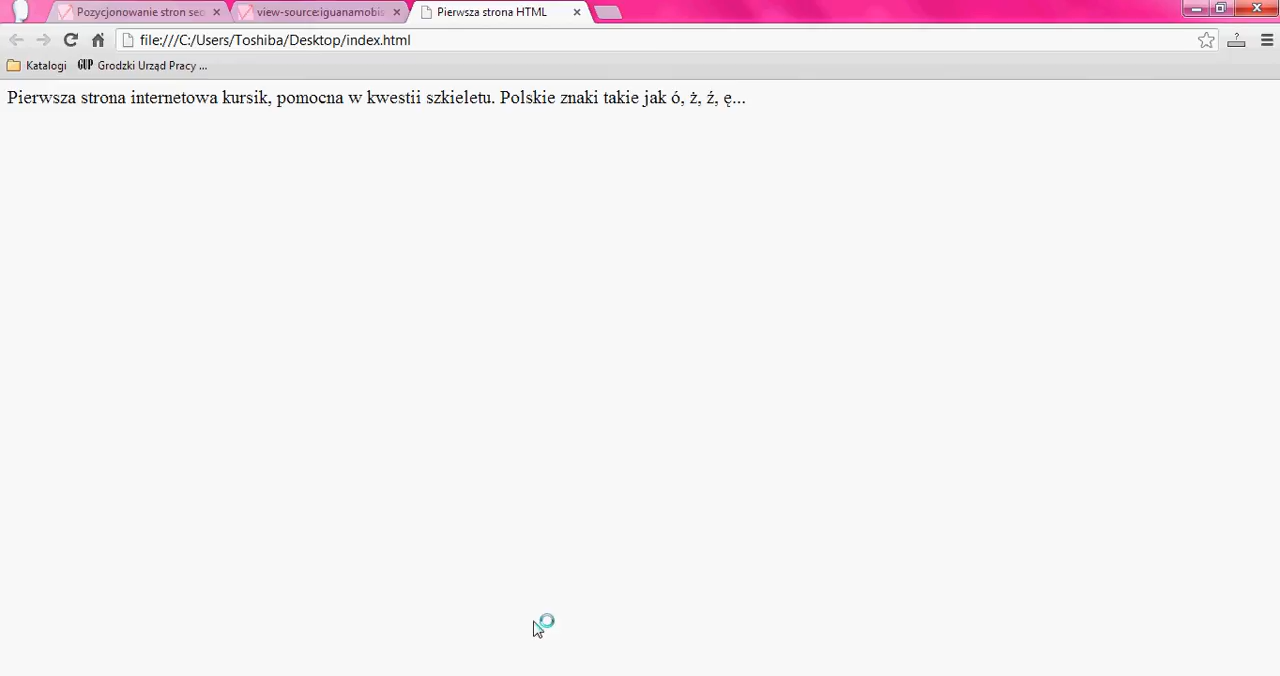 Pozycjonowanie stron seo
view-source:iguanamobis
Pierwsza strona HTML
file:///C:/Users/Toshiba/Desktop/index.html
Katalogi
GUP Grodzki Urząd Pracy ...
Pierwsza strona internetowa kursik, pomocna w kwestii szkieletu. Polskie znaki takie jak ó, ż, ź, ę...